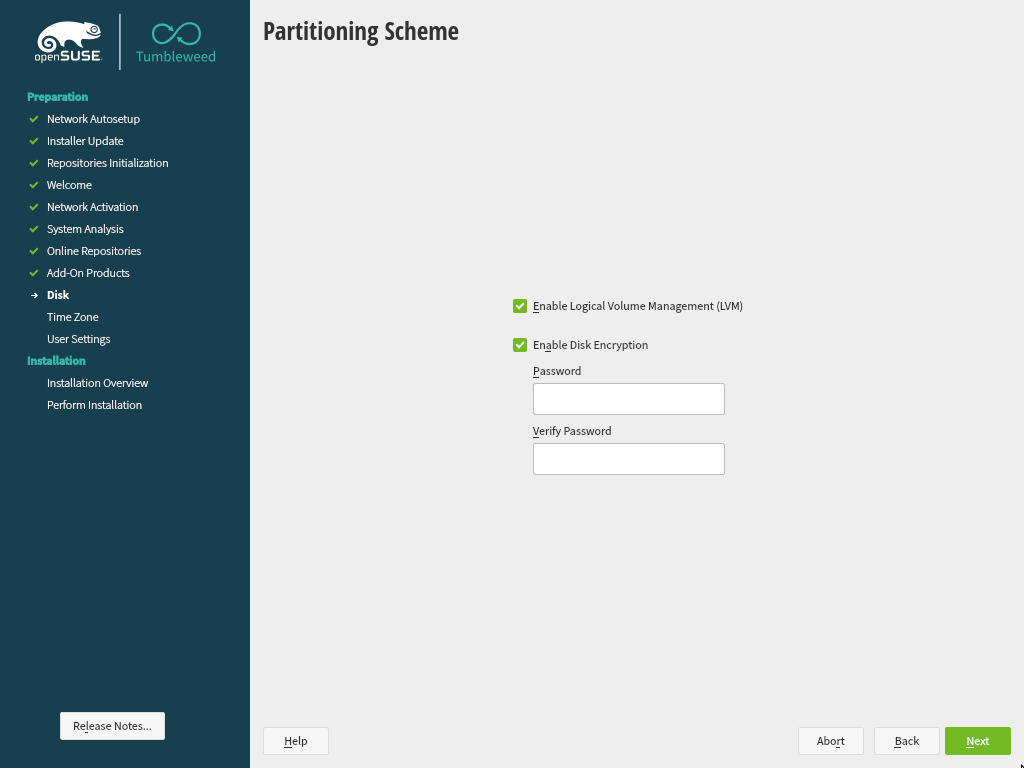 openSUSE
Tumbleweed
Preparation
Network Autosetup
Installer Update
Repositories Initialization
Welcome
Network Activation
System Analysis
Online Repositories
Add-On Products
Disk
Time Zone
User Settings
Installation
Installation Overview
Perform Installation
Release Notes...
Partitioning Scheme
Enable Logical Volume Management (LVM)
Enable Disk Encryption
Password
Verify Password
Help
Abort
Back
Next